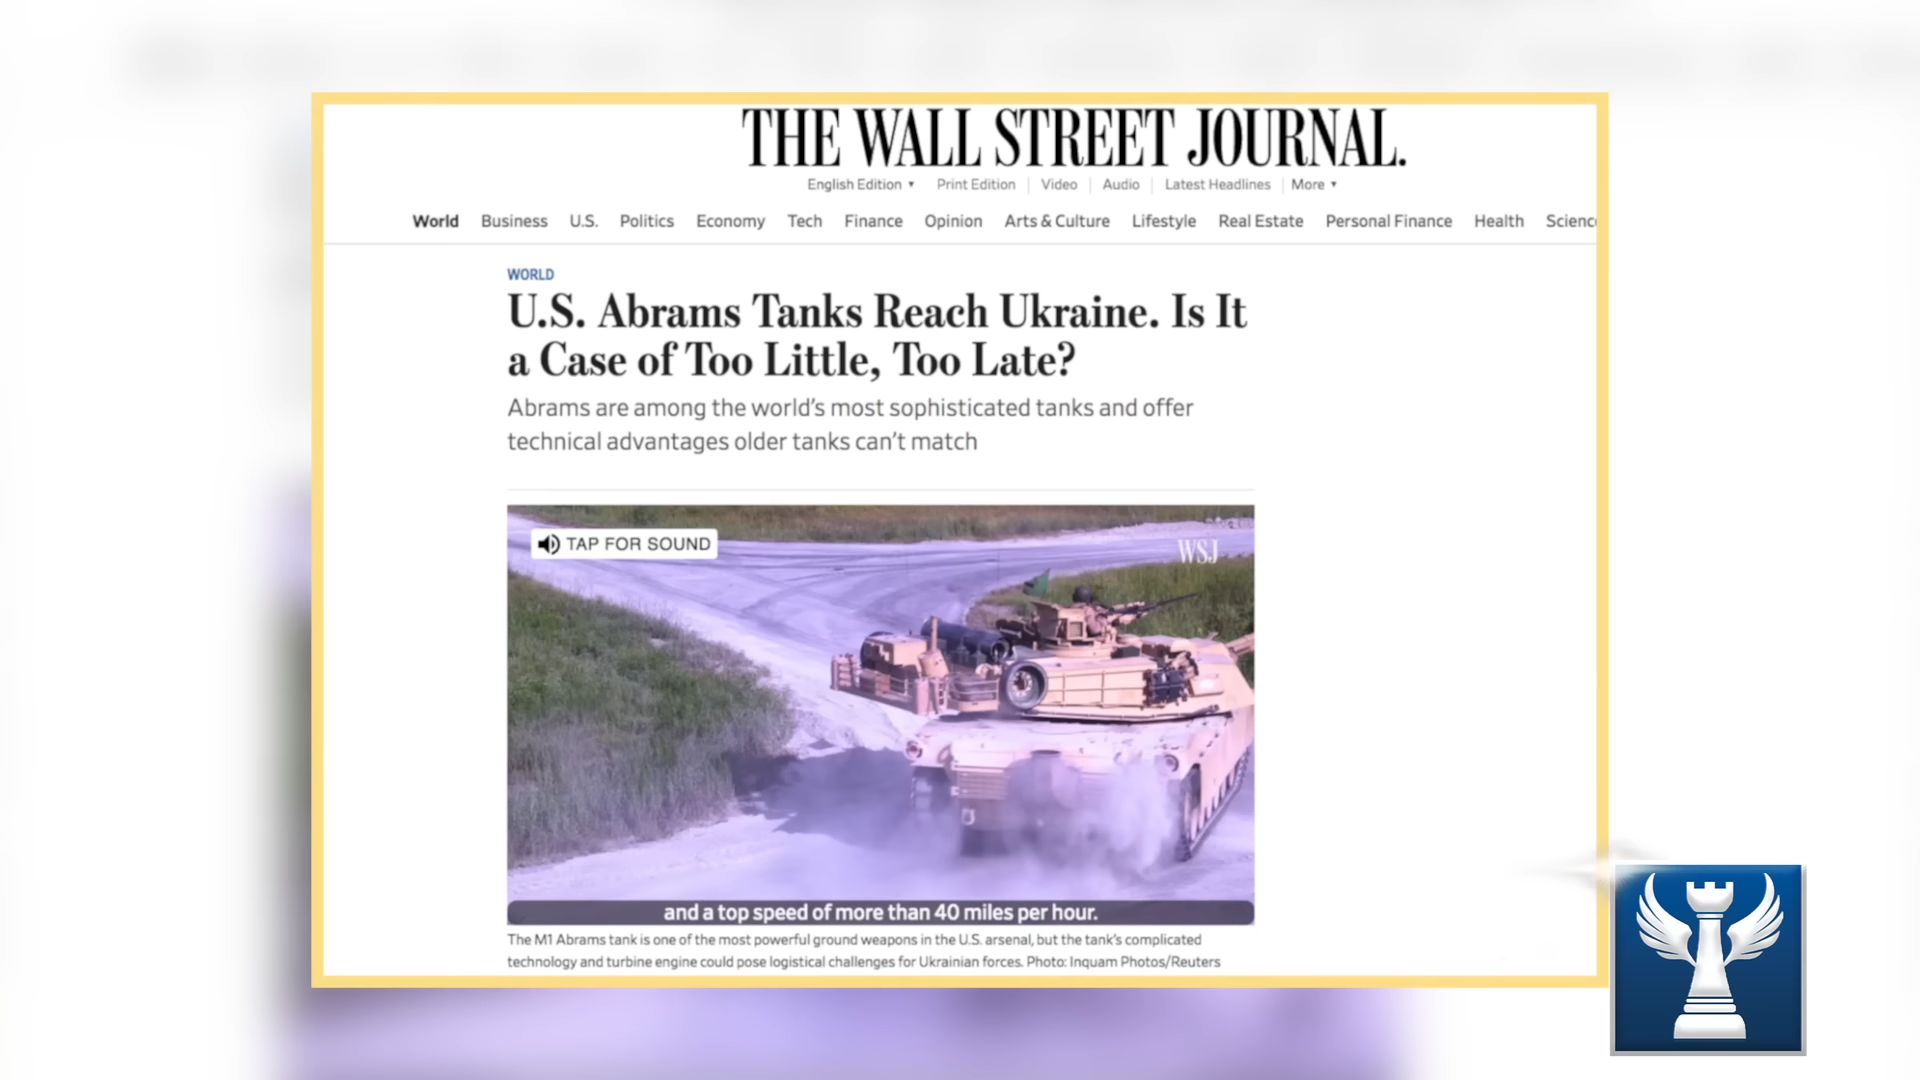 THE WALL STREET JOURNAL.
English Edition ▾ Print Edition Video Audio Latest Headlines More ▾
World Business U.S. Politics Economy Tech Finance Opinion Arts & Culture Lifestyle Real Estate Personal Finance Health Scienc
WORLD
U.S. Abrams Tanks Reach Ukraine. Is It
a Case of Too Little, Too Late?
Abrams are among the world's most sophisticated tanks and offer
technical advantages older tanks can't match
TAP FOR SOUND
WSJ
and a top speed of more than 40 miles per hour.
The M1 Abrams tank is one of the most powerful ground weapons in the U.S. arsenal, but the tank's complicated
technology and turbine engine could pose logistical challenges for Ukrainian forces. Photo: Inquam Photos/Reuters